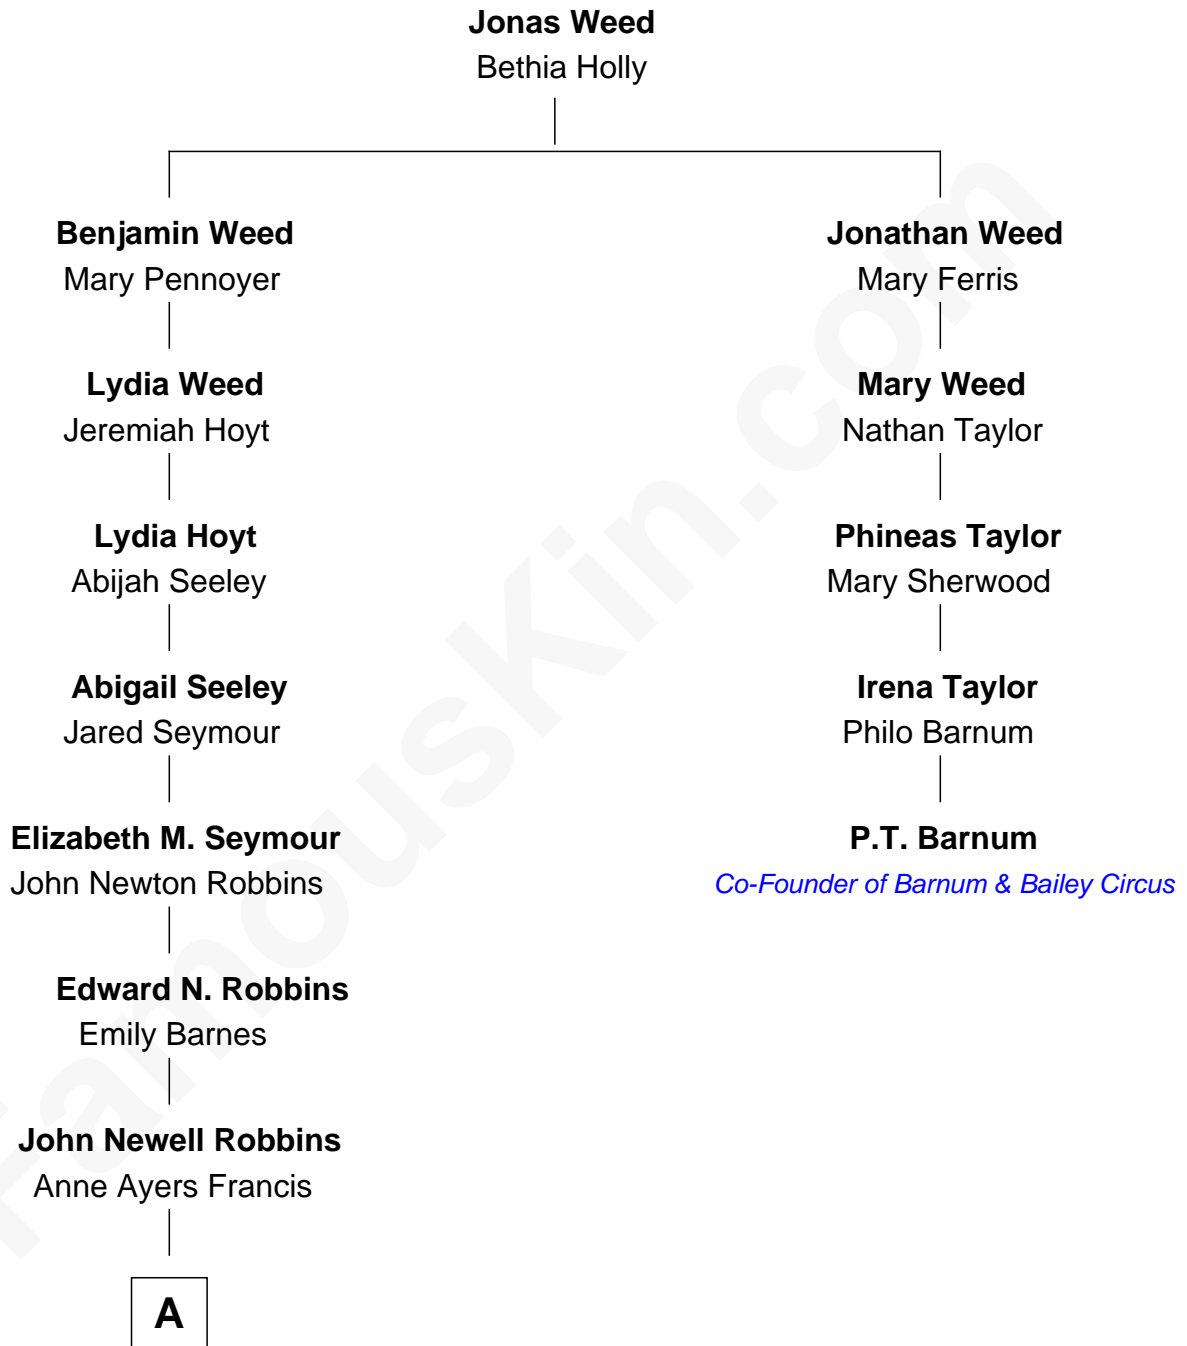 Jonas Weed
Bethia Holly
Benjamin Weed
Mary Pennoyer
Jonathan Weed
Mary Ferris
Lydia Weed
Jeremiah Hoyt
Mary Weed
Nathan Taylor
Lydia Hoyt
Abijah Seeley
Phineas Taylor
Mary Sherwood
Abigail Seeley
Jared Seymour
Irena Taylor
Philo Barnum
Elizabeth M. Seymour
John Newton Robbins
P.T. Barnum
Co-Founder of Barnum & Bailey Circus
Edward N. Robbins
Emily Barnes
John Newell Robbins
Anne Ayers Francis
A
FamousKin.com